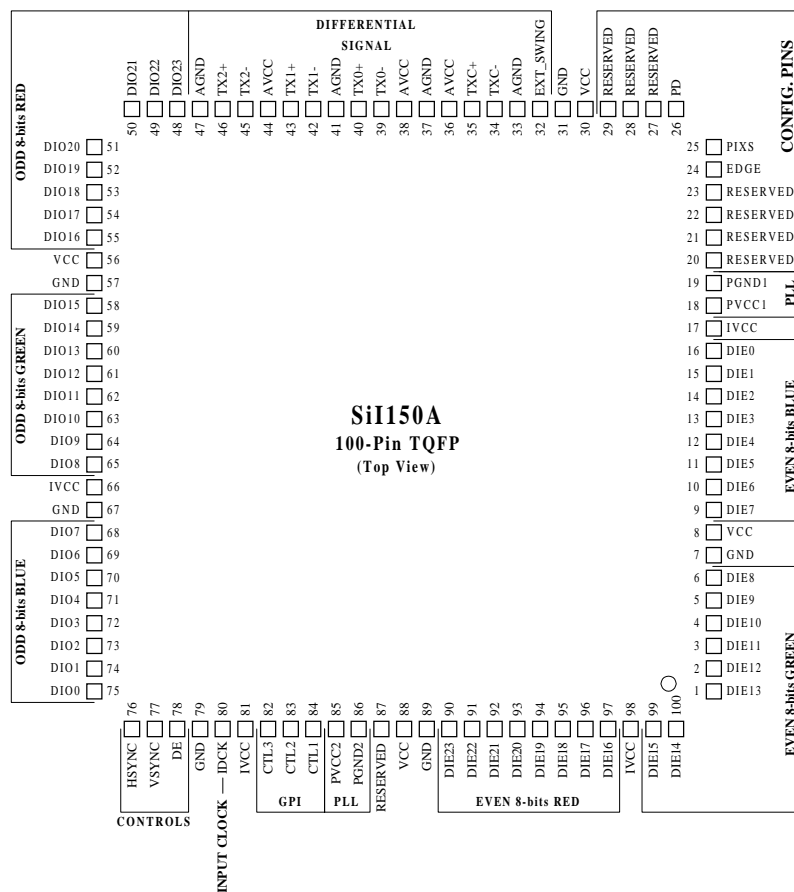 DIFFERENTIAL
SIGNAL
CONFIG. PINS
ODD 8-bits RED
DIO21
DIO22
DIO23
AGND
TX2+
TX2-
AVCC
TX1+
TX1-
AGND
TX0+
TX0-
AVCC
AGND
AVCC
TXC+
TXC-
AGND
EXT_SWING
GND
VCC
RESERVED
RESERVED
RESERVED
PD
50
49
48
47
46
45
44
43
42
41
40
39
38
37
36
35
34
33
32
31
30
29
28
27
26
DIO20 51
DIO19 52
DIO18 53
DIO17 54
DIO16 55
VCC 56
GND 57
ODD 8-bits GREEN
DIO15 58
DIO14 59
DIO13 60
DIO12 61
DIO11 62
DIO10 63
DIO9 64
DIO8 65
IVCC 66
GND 67
ODD 8-bits BLUE
DIO7 68
DIO6 69
DIO5 70
DIO4 71
DIO3 72
DIO2 73
DIO1 74
DIO0 75
SiI150A
100-Pin TQFP
(Top View)
25 PIXS
24 EDGE
23 RESERVED
22 RESERVED
21 RESERVED
20 RESERVED
19 PGND1
18 PVCC1
PLL
17 IVCC
16 DIE0
15 DIE1
14 DIE2
13 DIE3
12 DIE4
11 DIE5
10 DIE6
9 DIE7
EVEN 8-bits BLUE
8 VCC
7 GND
6 DIE8
5 DIE9
4 DIE10
3 DIE11
2 DIE12
1 DIE13
EVEN 8-bits GREEN
76
77
78
79
80
81
82
83
84
85
86
87
88
89
90
91
92
93
94
95
96
97
98
99
100
HSYNC
VSYNC
DE
GND
INPUT CLOCK — IDCK
IVCC
CTL3
CTL2
CTL1
PVCC2
PGND2
RESERVED
VCC
GND
DIE23
DIE22
DIE21
DIE20
DIE19
DIE18
DIE17
DIE16
IVCC
DIE15
DIE14
CONTROLS
GPI
PLL
EVEN 8-bits RED